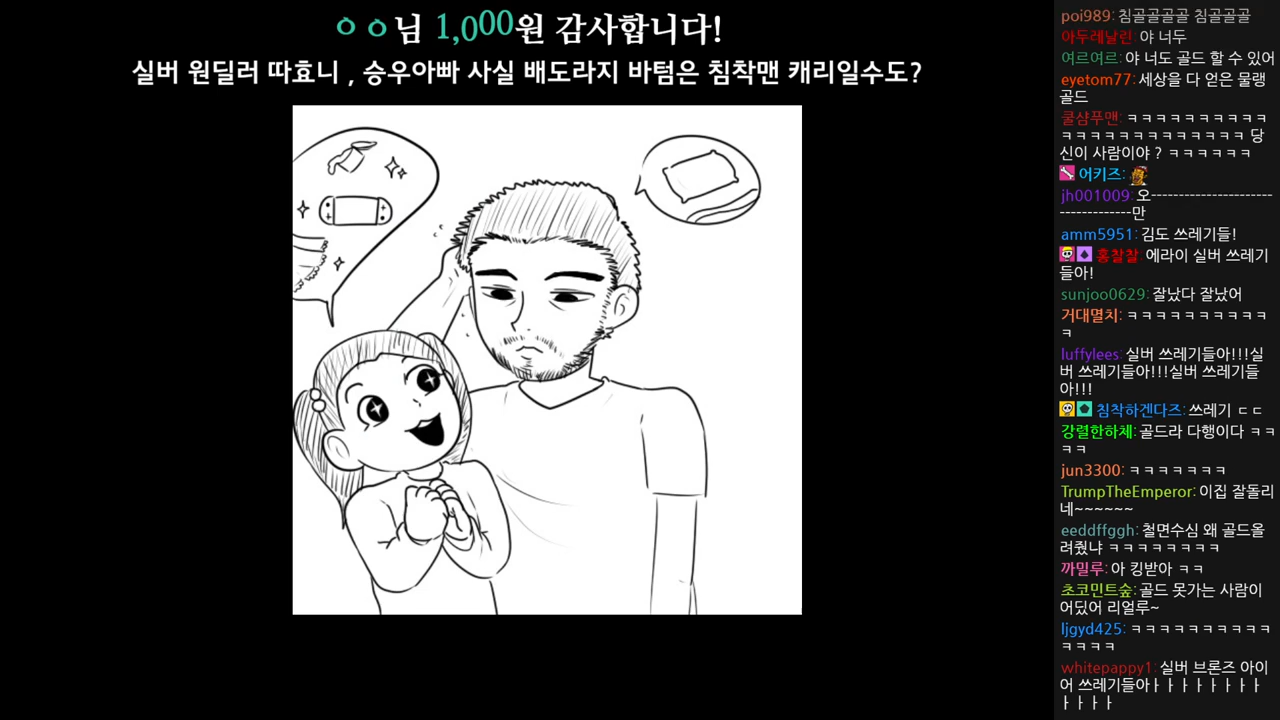 ㅇㅇ님 1,000원 감사합니다!
실버 원딜러 따효니 , 승우아빠 사실 배도라지 바텀은 침착맨 캐리일수도?
poi989: 침골골골골 침골골골
아두레날린 야 너두
여르여르: 야 너도 골드 할 수 있어
eyetom77: 세상을 다 얻은 물랭
골드
쿨샴푸맨: ㅋㅋㅋㅋㅋㅋㅋㅋㅋㅋ
ㅋㅋㅋㅋㅋㅋㅋㅋㅋㅋㅋㅋㅋ 당
신이 사람이야 ? ㅋㅋㅋㅋㅋㅋ
어키즈:
jh001009: 오-----------------------
--------------만
amm5951: 김도 쓰레기들!
홍찰찰 에라이 실버 쓰레기
들아!
sunjoo0629: 잘났다 잘났어
거대멸치: ㅋㅋㅋㅋㅋㅋㅋㅋㅋㅋ
ㅋ
luffylees: 실버 쓰레기들아!!!실
버 쓰레기들아!!!실버 쓰레기들
아!!!
침착하겐다즈: 쓰레기 ㄷㄷ
강렬한하체: 골드라 다행이다 ㅋㅋ
ㅋㅋ
jun3300: ㅋㅋㅋㅋㅋㅋㅋ
TrumpTheEmperor: 이집 잘돌리
네~~~~~~
eeddffggh: 철면수심 왜 골드올
려줬냐 ㅋㅋㅋㅋㅋㅋㅋㅋ
까밀루: 아 킹받아 ㅋㅋ
초코민트숲: 골드 못가는 사람이
어딨어 리얼루~
ljgyd425: ㅋㅋㅋㅋㅋㅋㅋㅋㅋㅋ
ㅋㅋㅋㅋ
whitepappy1: 실버 브론즈 아이
어 쓰레기들아ㅏㅏㅏㅏㅏㅏㅏㅏ
ㅏㅏㅏㅏ